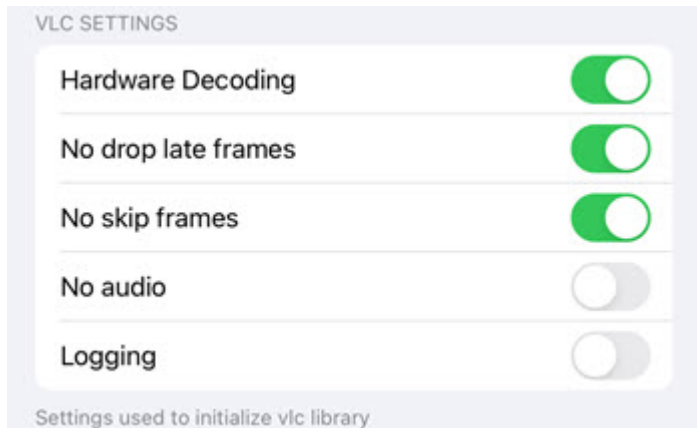 VLC SETTINGS
Hardware Decoding
No drop late frames
No skip frames
No audio
Logging
Settings used to initialize vlc library